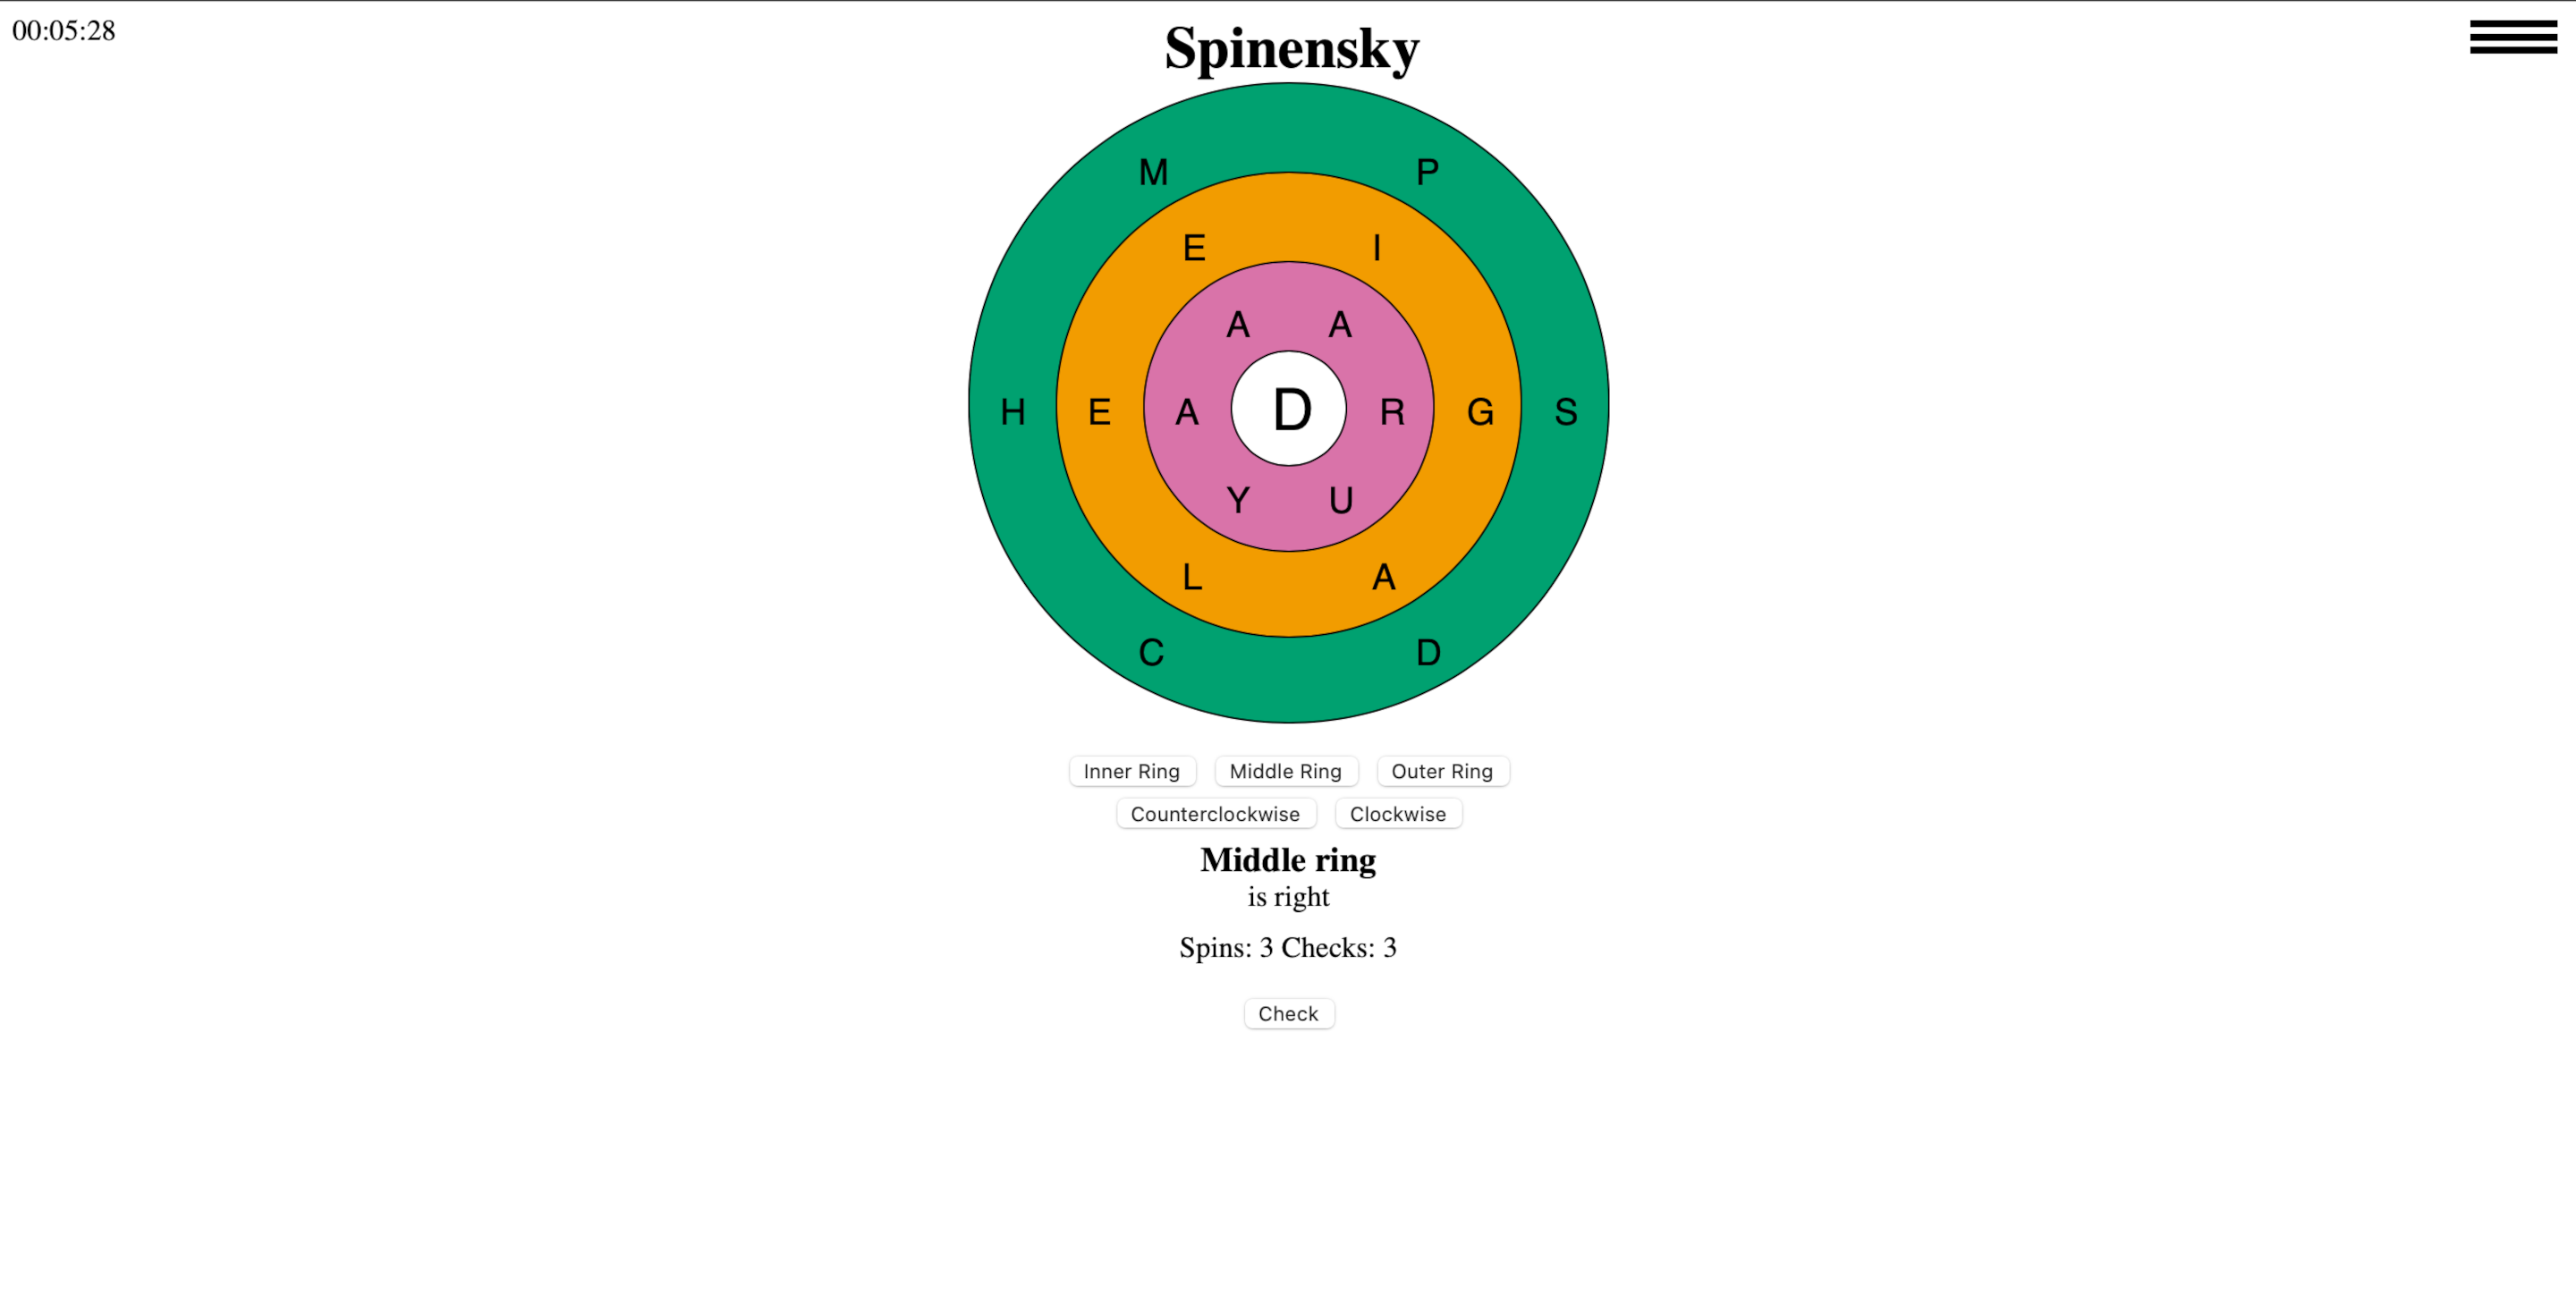 00:05:28
Spinensky
M P
E I
A A
H E A D R G S
Y U
L A
C D
Inner Ring Middle Ring Outer Ring
Counterclockwise Clockwise
Middle ring
is right
Spins: 3 Checks: 3
Check